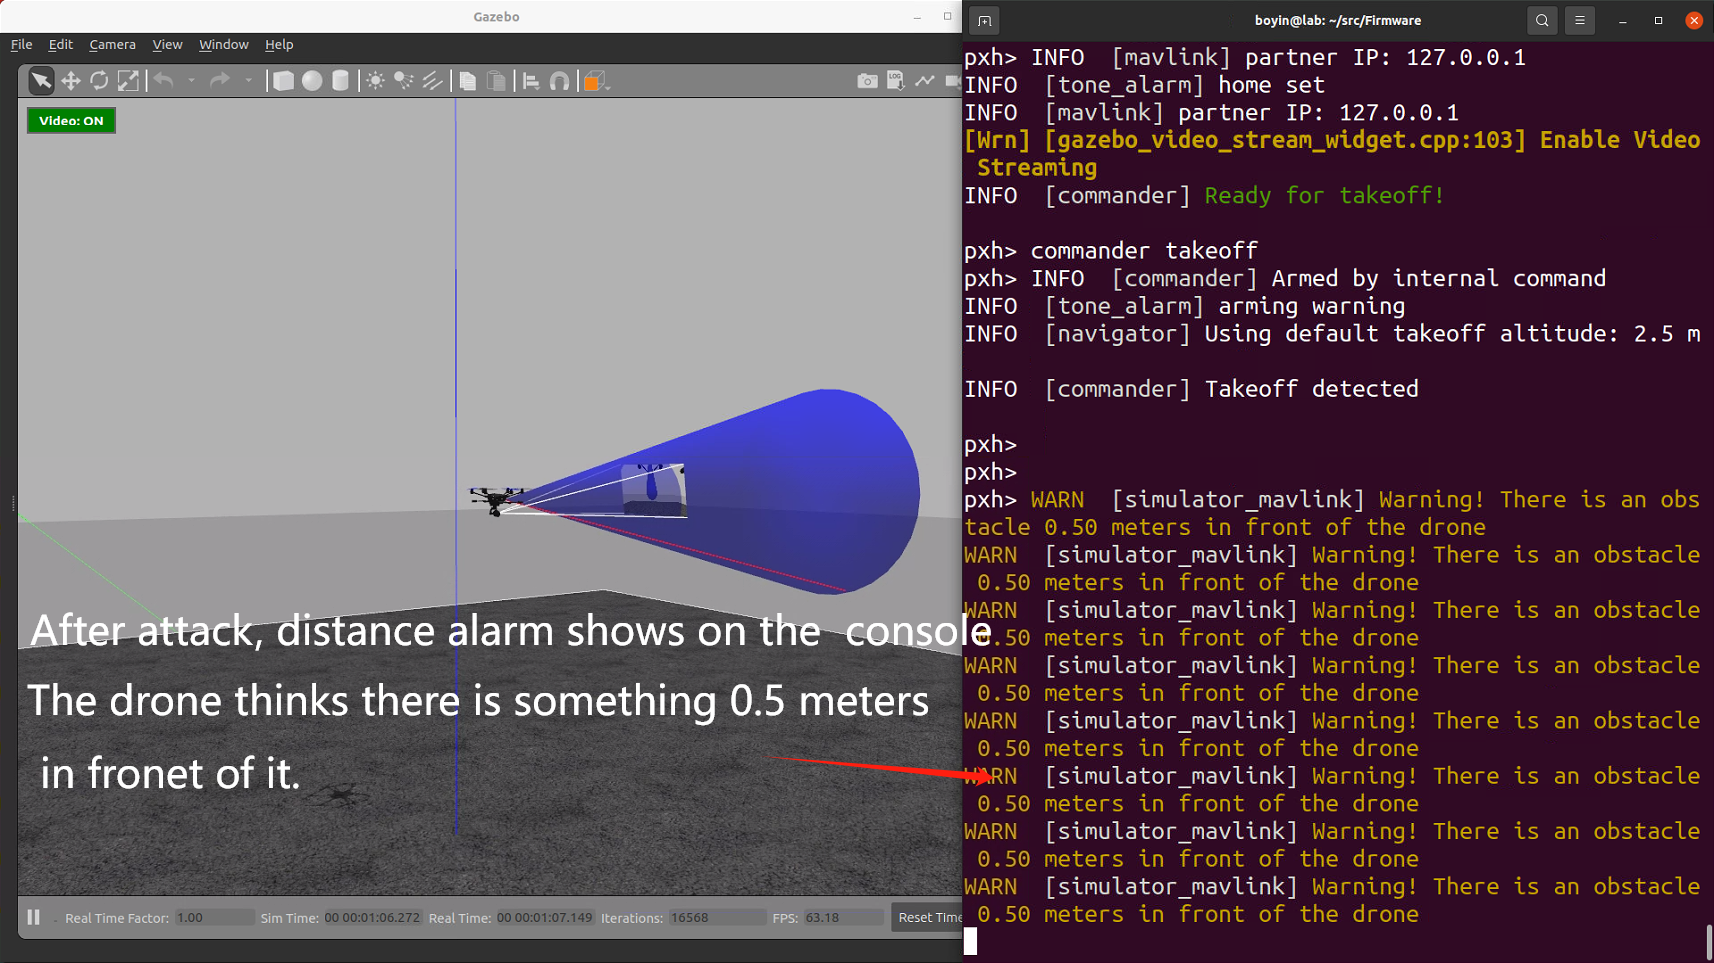 Gazebo
File Edit Camera View Window Help
LOG
Video: ON
After attack, distance alarm shows on the console
The drone thinks there is something 0.5 meters
in fronet of it.
Real Time Factor: 1.00 Sim Time: 00 00:01:06.272 Real Time: 00 00:01:07.149 Iterations: 16568 FPS: 63.18 Reset Time
boyin@lab: ~/src/Firmware
pxh> INFO [mavlink] partner IP: 127.0.0.1
INFO [tone_alarm] home set
INFO [mavlink] partner IP: 127.0.0.1
[Wrn] [gazebo_video_stream_widget.cpp:103] Enable Video
Streaming
INFO [commander] Ready for takeoff!
pxh> commander takeoff
pxh> INFO [commander] Armed by internal command
INFO [tone_alarm] arming warning
INFO [navigator] Using default takeoff altitude: 2.5 m
INFO [commander] Takeoff detected
pxh>
pxh>
pxh> WARN [simulator_mavlink] Warning! There is an obs
tacle 0.50 meters in front of the drone
WARN [simulator_mavlink] Warning! There is an obstacle
0.50 meters in front of the drone
WARN [simulator_mavlink] Warning! There is an obstacle
0.50 meters in front of the drone
WARN [simulator_mavlink] Warning! There is an obstacle
0.50 meters in front of the drone
WARN [simulator_mavlink] Warning! There is an obstacle
0.50 meters in front of the drone
WARN [simulator_mavlink] Warning! There is an obstacle
0.50 meters in front of the drone
WARN [simulator_mavlink] Warning! There is an obstacle
0.50 meters in front of the drone
WARN [simulator_mavlink] Warning! There is an obstacle
0.50 meters in front of the drone